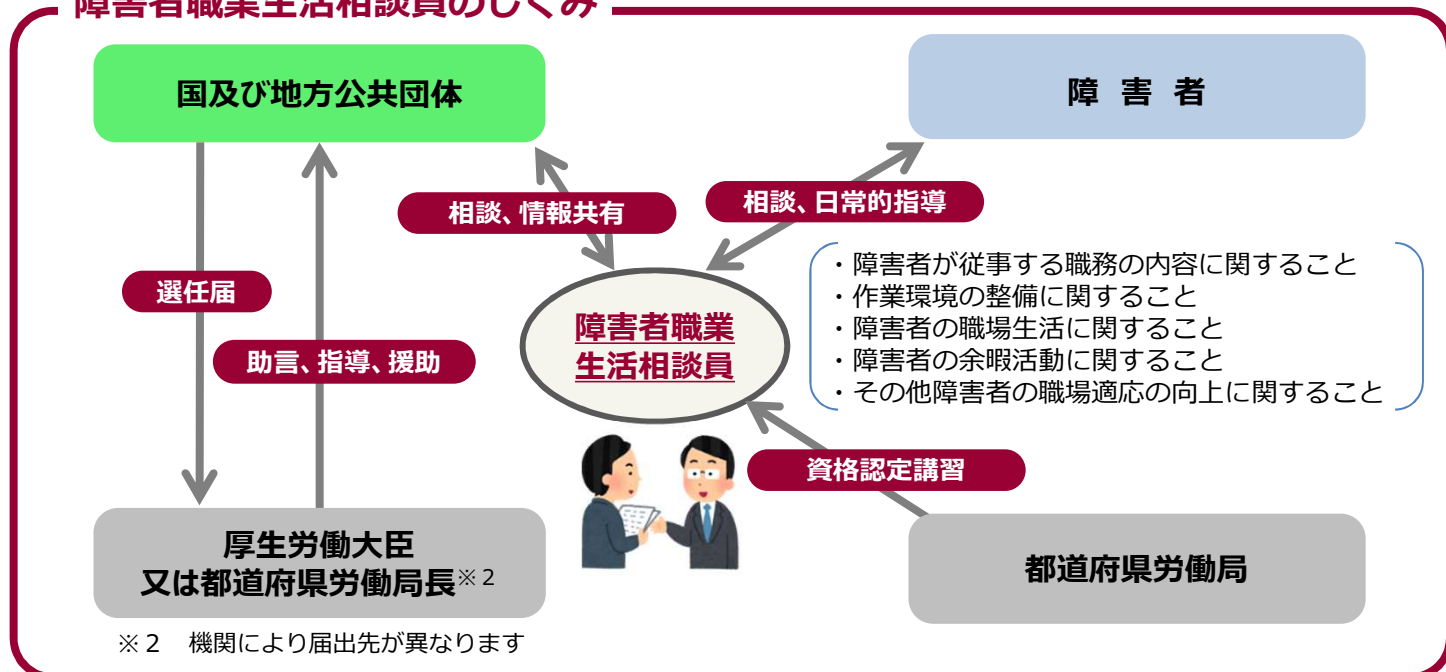 障害者職業生活相談員のしくみ
国及び地方公共団体
障 害 者
相談、情報共有
相談、日常的指導
選任届
助言、指導、援助
障害者職業
生活相談員
・障害者が従事する職務の内容に関すること
・作業環境の整備に関すること
・障害者の職場生活に関すること
・障害者の余暇活動に関すること
・その他障害者の職場適応の向上に関すること
資格認定講習
厚生労働大臣
又は都道府県労働局長※2
都道府県労働局
※2 機関により届出先が異なります